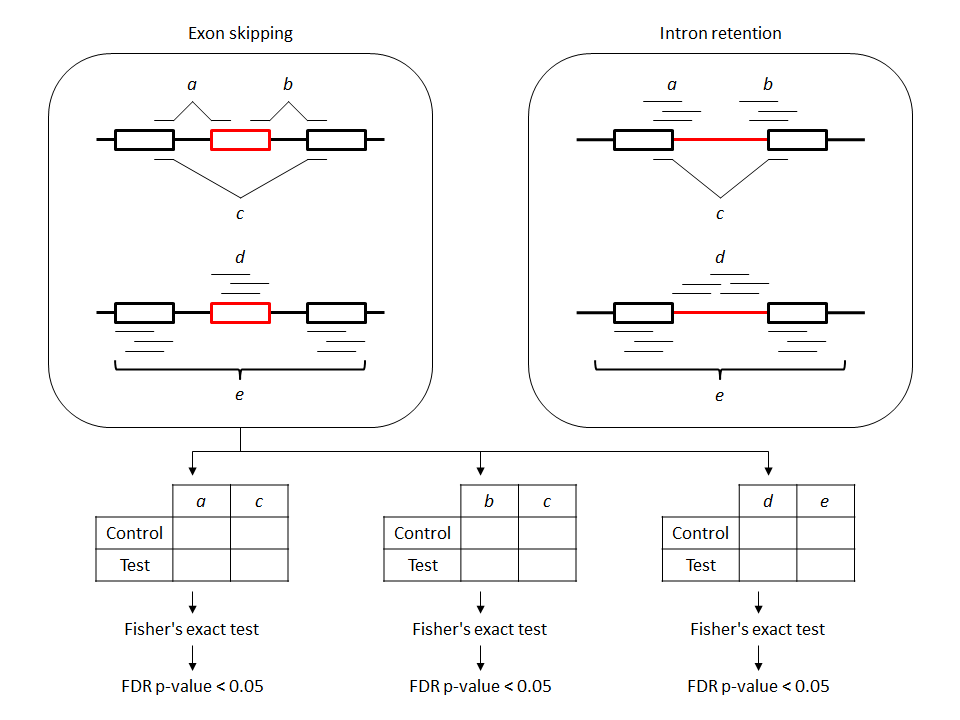 Exon skipping
Intron retention
a
b
a
b
c
c
d
d
e
e
a c
b c
d e
Control
Control
Control
Test
Test
Test
Fisher's exact test
Fisher's exact test
Fisher's exact test
FDR p-value < 0.05
FDR p-value < 0.05
FDR p-value < 0.05